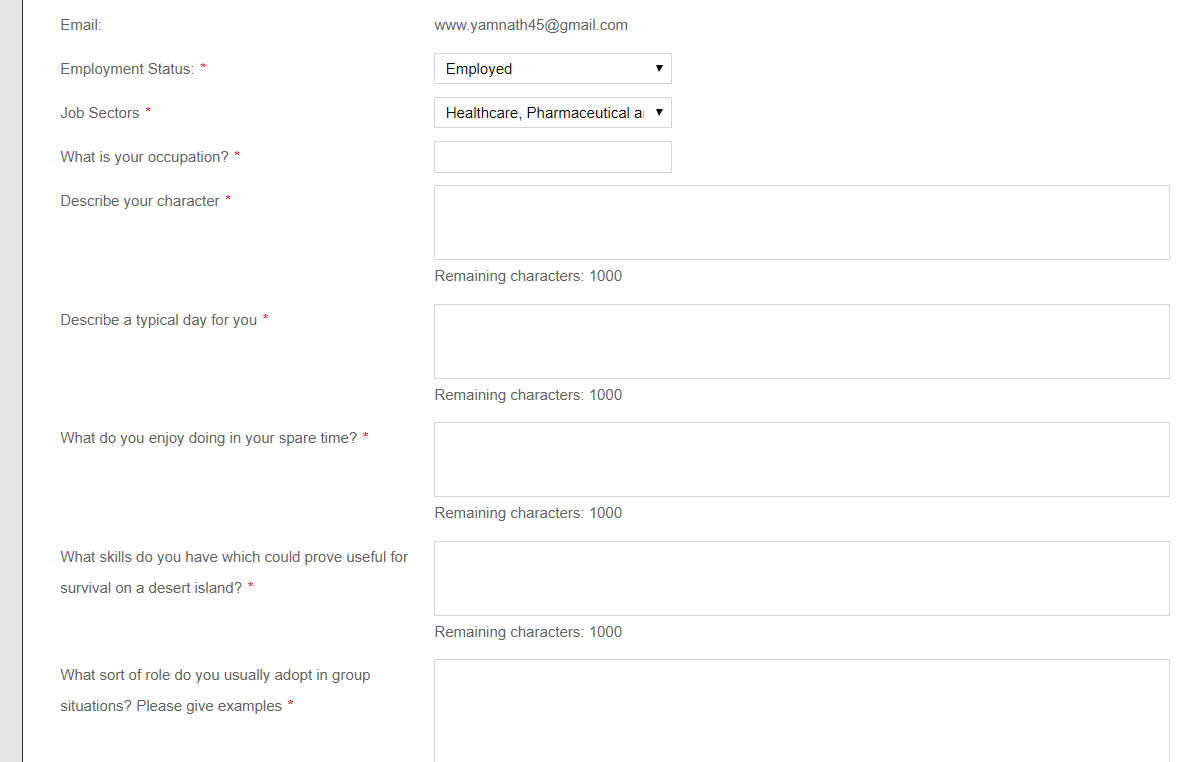 Email: www.yamnath45@gmail.com
Employment Status: * Employed ▼
Job Sectors * Healthcare, Pharmaceutical a ▼
What is your occupation? *
Describe your character *
Remaining characters: 1000
Describe a typical day for you *
Remaining characters: 1000
What do you enjoy doing in your spare time? *
Remaining characters: 1000
What skills do you have which could prove useful for
survival on a desert island? *
Remaining characters: 1000
What sort of role do you usually adopt in group
situations? Please give examples *